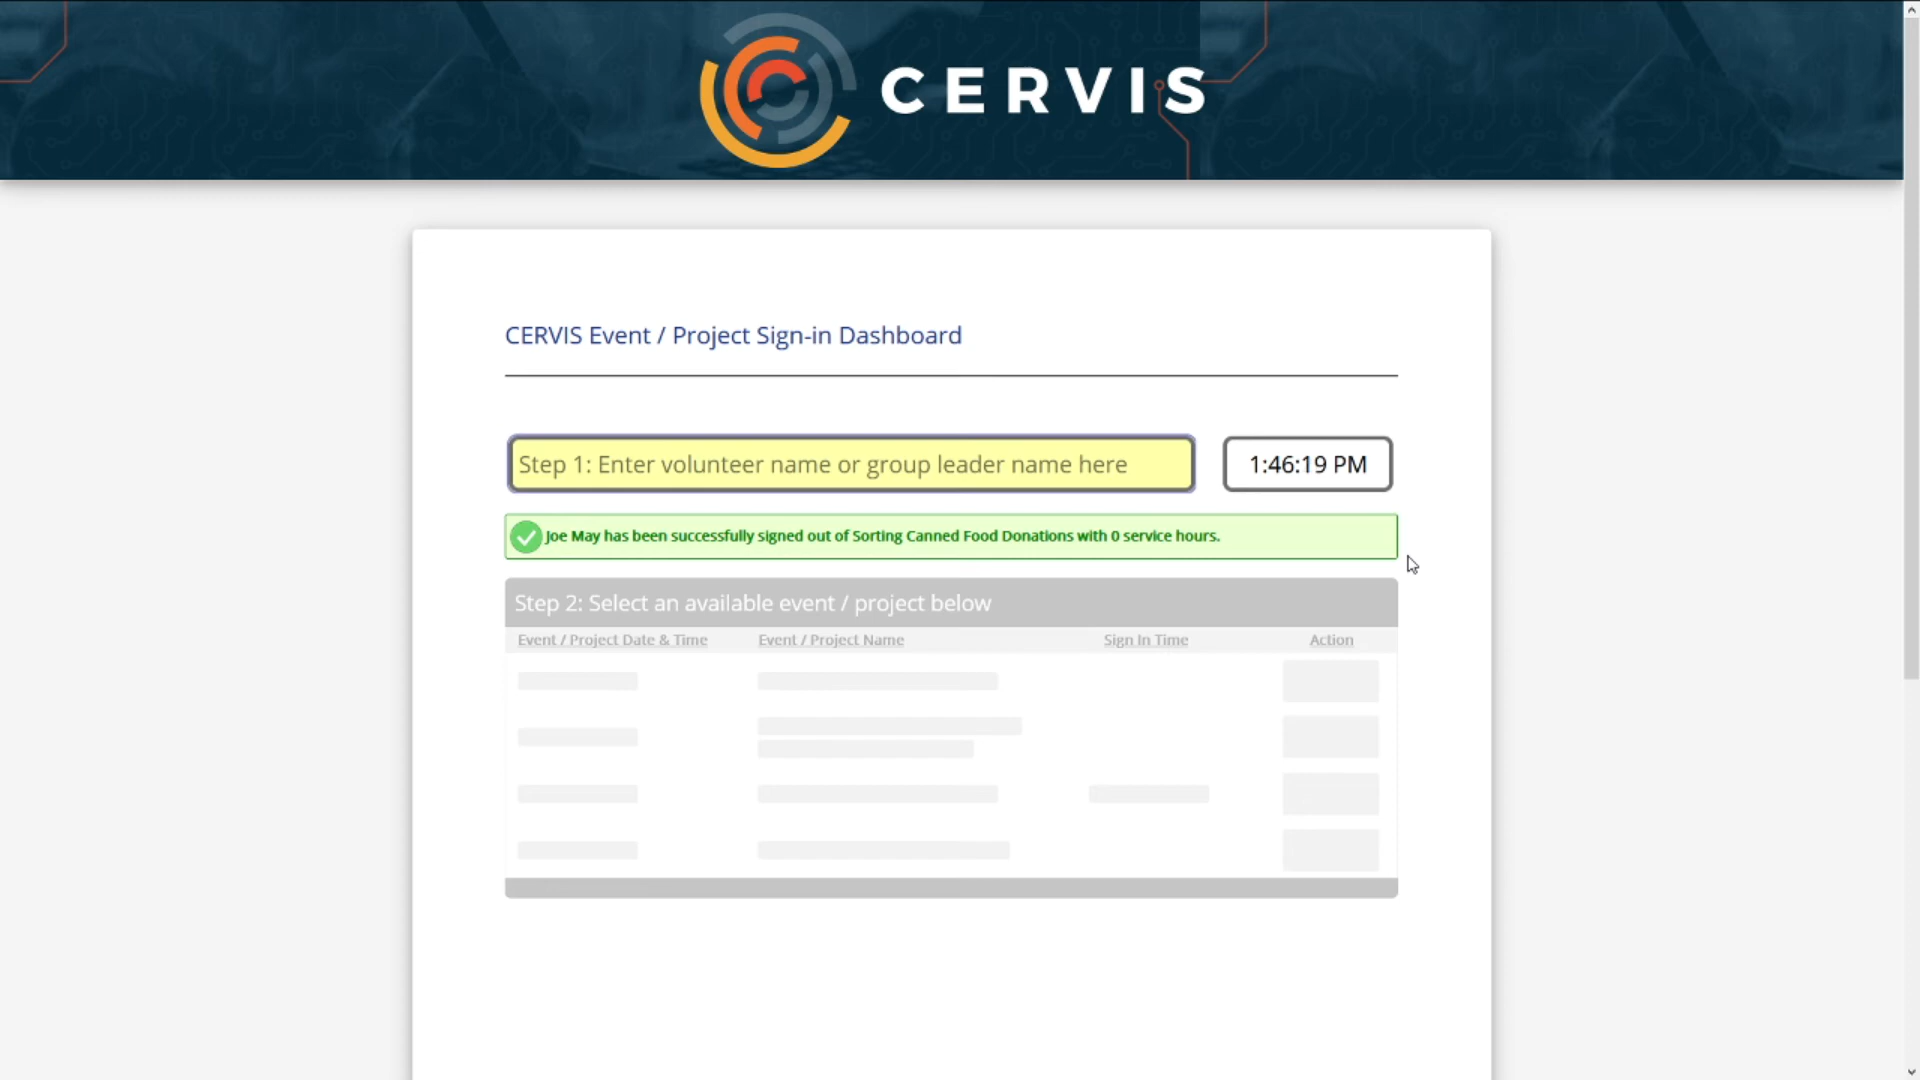 CERVIS
CERVIS Event / Project Sign-in Dashboard
Step 1: Enter volunteer name or group leader name here
1:46:19 PM
Joe May has been successfully signed out of Sorting Canned Food Donations with 0 service hours.
Step 2: Select an available event / project below
Event / Project Date & Time Event / Project Name Sign In Time Action